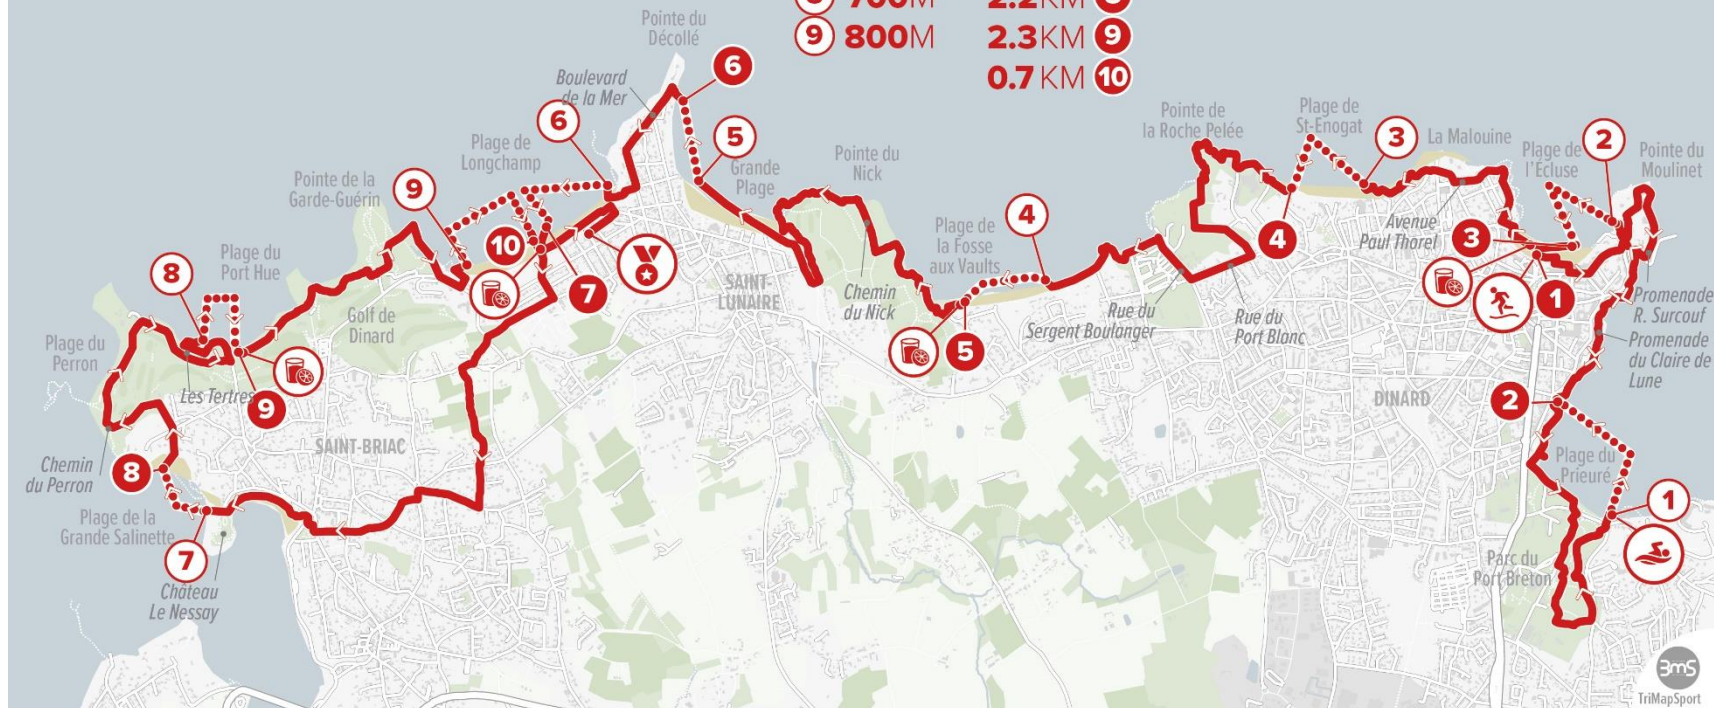 700M
2.2KM
9 800M
2.3KM 9
0.7 KM 10
Pointe du
Décollé
Boulevard
de la Mer
6
6
5
Plage de
Longchamp
Grande
Plage
Pointe du
Nick
Pointe de
la Roche Pelée
Plage de
St-Enogat
3
La Malouine
Plage de
l'Écluse
2
Pointe du
Moulinet
Pointe de la
Garde-Guérin
9
10
7
8
Plage du
Port Hue
Golf de
Dinard
Plage du
Perron
Les Tertres
9
SAINT-BRIAC
Chemin
du Perron
8
Plage de la
Grande Salinette
7
Château
Le Nessay
SAINT-
LUNAIRE
Chemin
du Nick
Plage de
la Fosse
aux Vaults
4
5
Rue du
Sergent Boulanger
Rue du
Port Blanc
4
Avenue
Paul Thorel
3
1
Promenade
R. Surcouf
Promenade
du Claire de
Lune
DINARD
2
Plage du
Prieuré
1
Parc du
Port Breton
3mS
TriMapSport